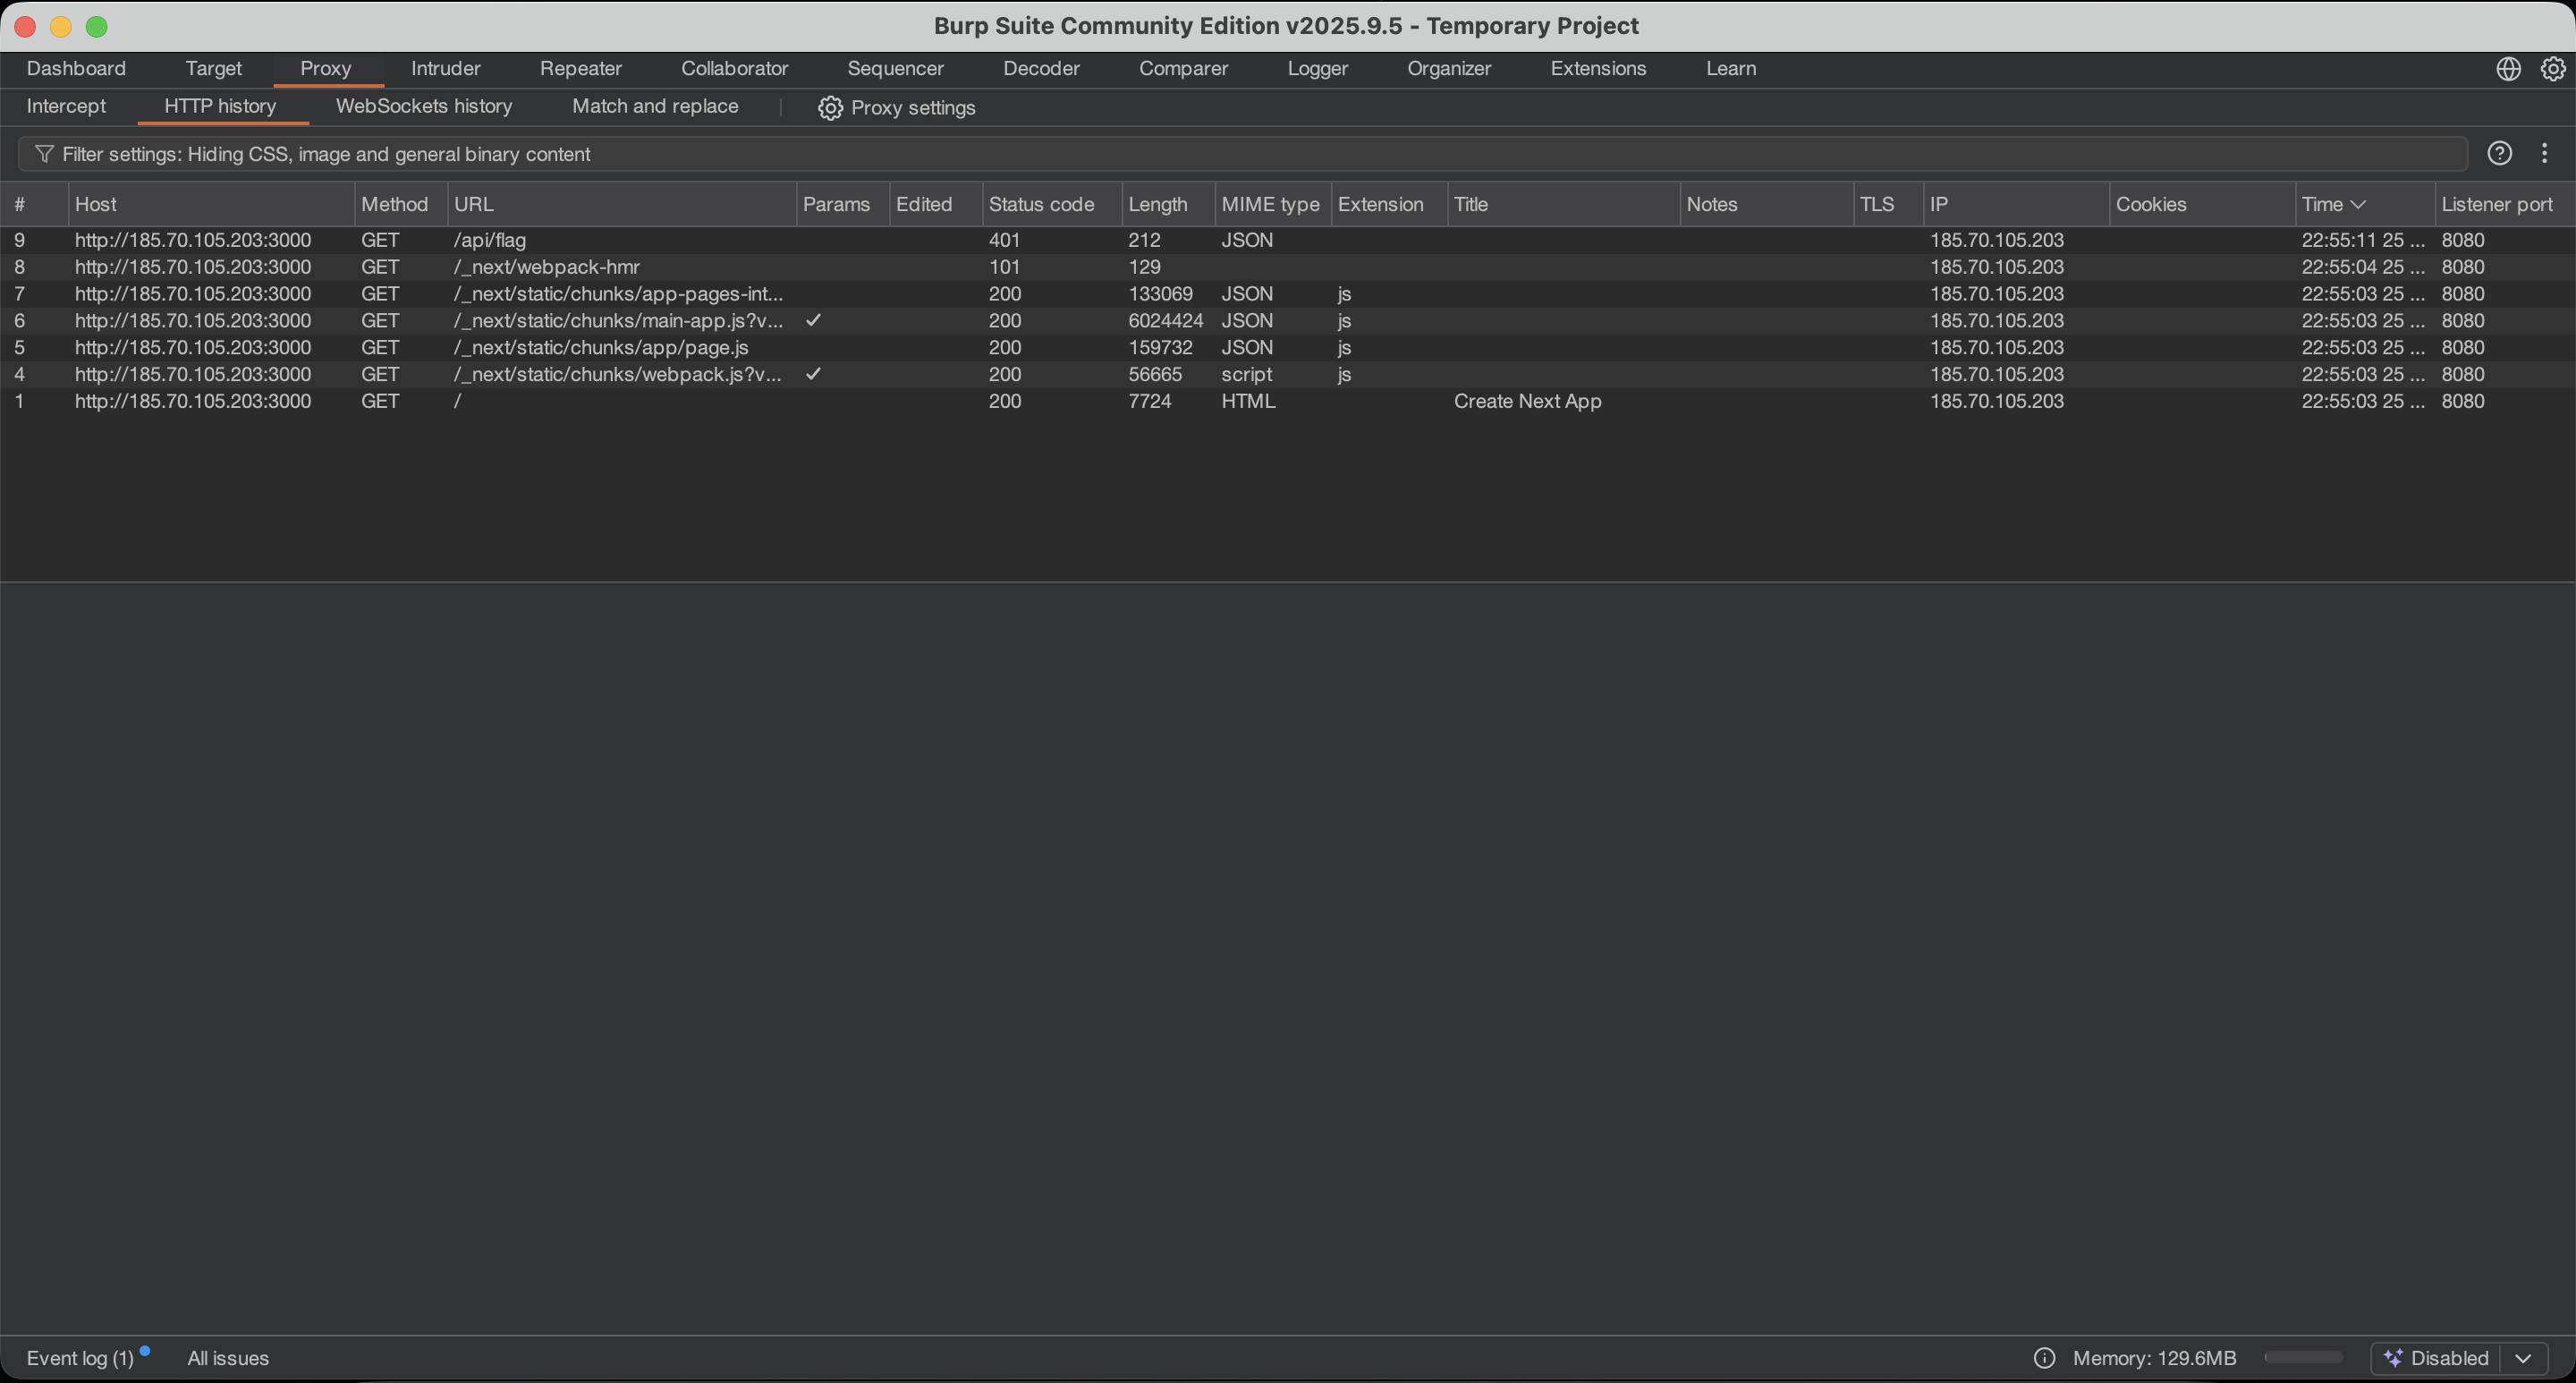 Burp Suite Community Edition v2025.9.5 - Temporary Project
Dashboard Target Proxy Intruder Repeater Collaborator Sequencer Decoder Comparer Logger Organizer Extensions Learn
Intercept HTTP history WebSockets history Match and replace Proxy settings
Filter settings: Hiding CSS, image and general binary content
# Host Method URL Params Edited Status code Length MIME type Extension Title Notes TLS IP Cookies Time Listener port
9 http://185.70.105.203:3000 GET /api/flag 401 212 JSON 185.70.105.203 22:55:11 25 ... 8080
8 http://185.70.105.203:3000 GET /_next/webpack-hmr 101 129 185.70.105.203 22:55:04 25 ... 8080
7 http://185.70.105.203:3000 GET /_next/static/chunks/app-pages-int... 200 133069 JSON js 185.70.105.203 22:55:03 25 ... 8080
6 http://185.70.105.203:3000 GET /_next/static/chunks/main-app.js?v... ✓ 200 6024424 JSON js 185.70.105.203 22:55:03 25 ... 8080
5 http://185.70.105.203:3000 GET /_next/static/chunks/app/page.js 200 159732 JSON js 185.70.105.203 22:55:03 25 ... 8080
4 http://185.70.105.203:3000 GET /_next/static/chunks/webpack.js?v... ✓ 200 56665 script js 185.70.105.203 22:55:03 25 ... 8080
1 http://185.70.105.203:3000 GET / 200 7724 HTML Create Next App 185.70.105.203 22:55:03 25 ... 8080
Event log (1) All issues Memory: 129.6MB Disabled